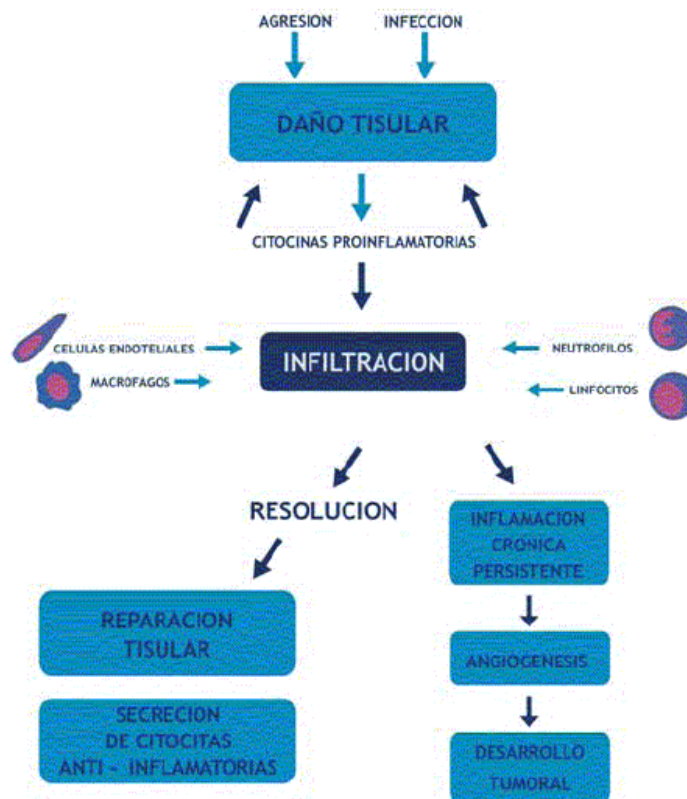 AGRESION
INFECCION
DAÑO TISULAR
CITOCINAS PROINFLAMATORIAS
CELULAS ENDOTELIALES
MACROFAGOS
INFILTRACION
NEUTROFILOS
LINFOCITOS
RESOLUCION
REPARACION
TISULAR
SECRECION
DE CITOCITAS
ANTI - INFLAMATORIAS
INFLAMACION
CRONICA
PERSISTENTE
ANGIOGENESIS
DESARROLLO
TUMORAL